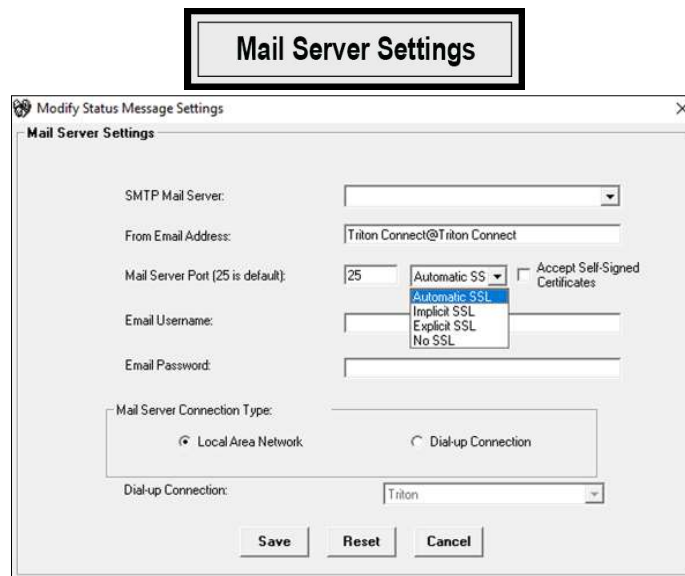 Mail Server Settings
Modify Status Message Settings
Mail Server Settings
SMTP Mail Server:
From Email Address:
Triton Connect@Triton Connect
Mail Server Port (25 is default):
25
Automatic SS
Accept Self-Signed
Certificates
Automatic SSL
Implicit SSL
Explicit SSL
No SSL
Email Username:
Email Password:
Mail Server Connection Type:
Local Area Network
Dial-up Connection
Dial-up Connection:
Triton
Save
Reset
Cancel